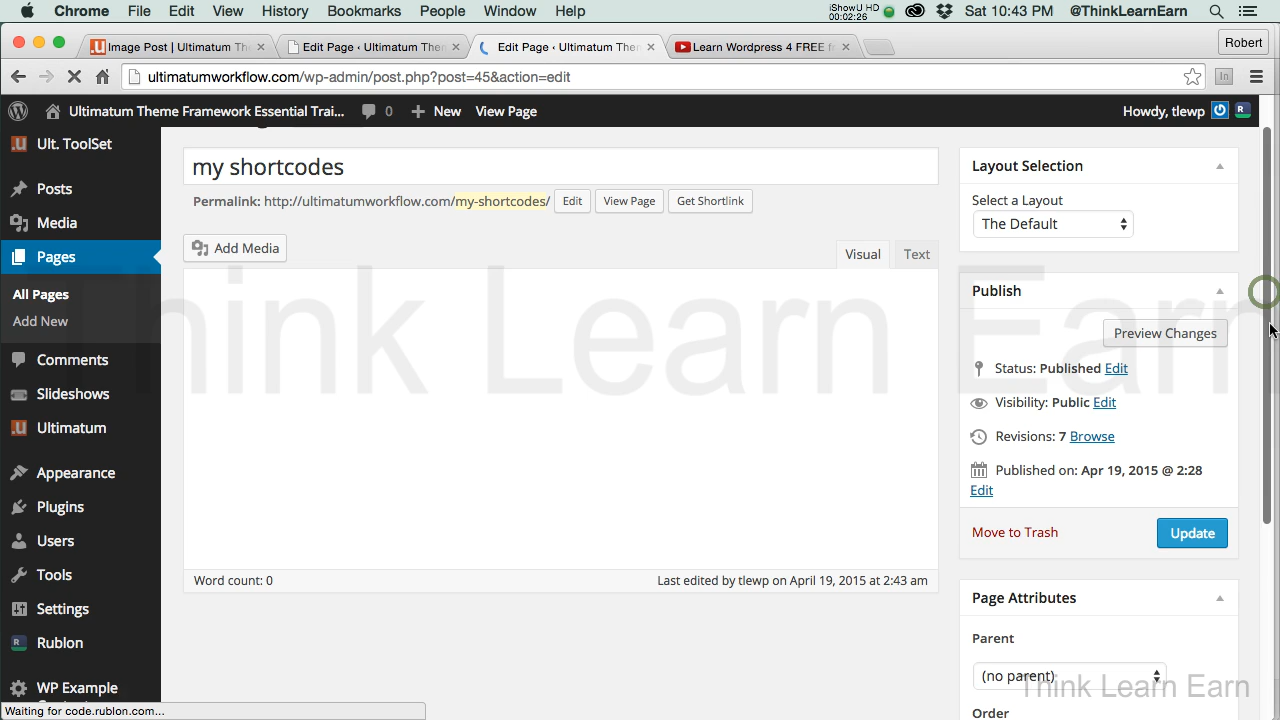 Chrome File Edit View History Bookmarks People Window Help iShowU HD 00:02:26 Sat 10:43 PM @ThinkLearnEarn
Image Post | Ultimatum Th × Edit Page ‹ Ultimatum Ther × Edit Page ‹ Ultimatum Ther × Learn Wordpress 4 FREE f × Robert
ultimatumworkflow.com/wp-admin/post.php?post=45&action=edit
Ultimatum Theme Framework Essential Trai... 0 + New View Page Howdy, tlewp
Ult. ToolSet
Posts
Media
Pages
All Pages
Add New
Comments
Slideshows
Ultimatum
Appearance
Plugins
Users
Tools
Settings
Rublon
WP Example
my shortcodes
Permalink: http://ultimatumworkflow.com/my-shortcodes/ Edit View Page Get Shortlink
Add Media
Visual Text
Word count: 0 Last edited by tlewp on April 19, 2015 at 2:43 am
Layout Selection
Select a Layout
The Default
Publish
Preview Changes
Status: Published Edit
Visibility: Public Edit
Revisions: 7 Browse
Published on: Apr 19, 2015 @ 2:28
Edit
Move to Trash Update
Page Attributes
Parent
(no parent)
Order
Think Learn Earn
Think Learn Earn
Waiting for code.rublon.com...